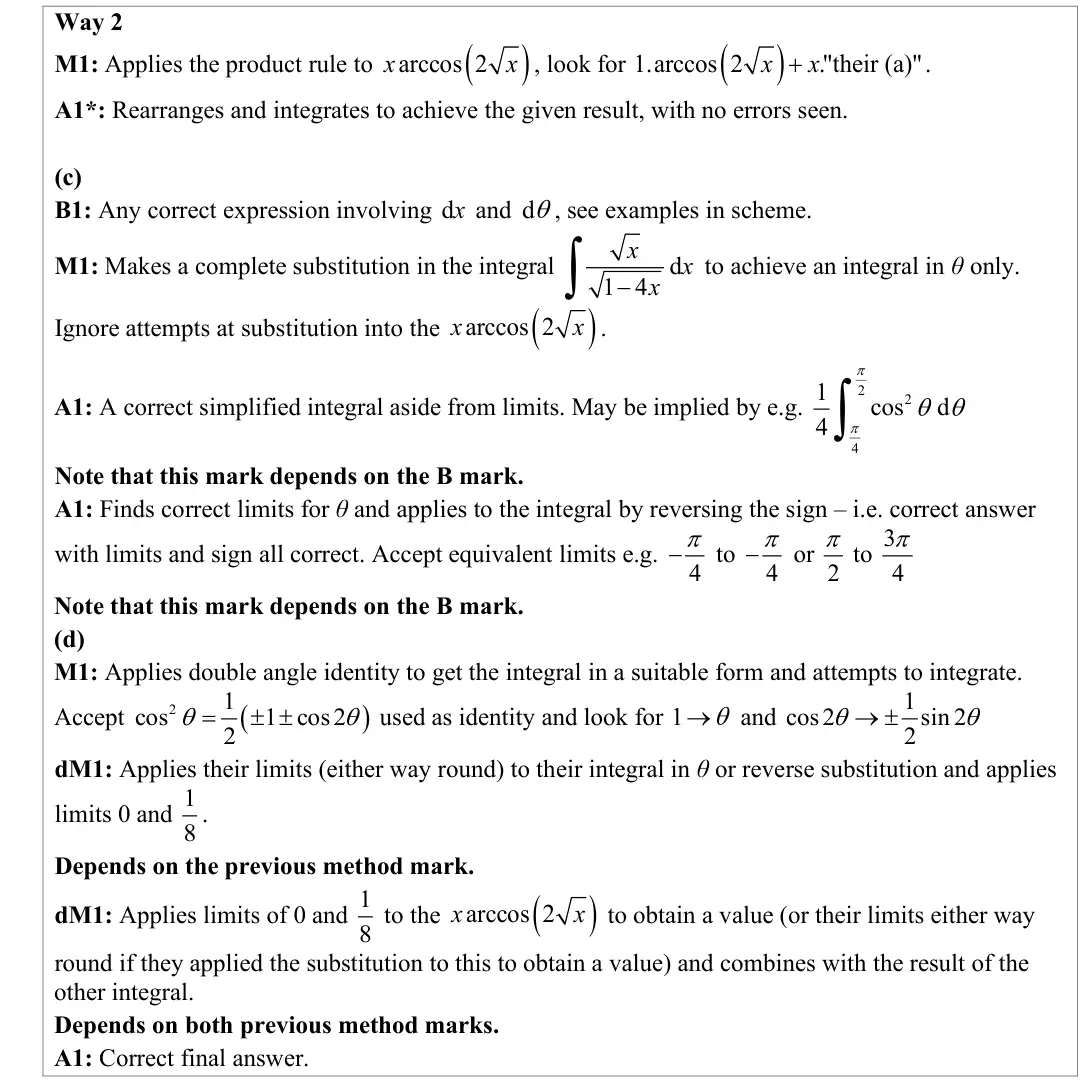 Way 2
M1: Applies the product rule to x arccos(2√x), look for 1.arccos(2√x) + x."their (a)".
A1*: Rearranges and integrates to achieve the given result, with no errors seen.
(c)
B1: Any correct expression involving dx and dθ, see examples in scheme.
M1: Makes a complete substitution in the integral ∫ √x/√(1−4x) dx to achieve an integral in θ only.
Ignore attempts at substitution into the x arccos(2√x).
A1: A correct simplified integral aside from limits. May be implied by e.g. 1/4 ∫_{π/4}^{π/2} cos² θ dθ
Note that this mark depends on the B mark.
A1: Finds correct limits for θ and applies to the integral by reversing the sign – i.e. correct answer
with limits and sign all correct. Accept equivalent limits e.g. −π/4 to −π/4 or π/2 to 3π/4
Note that this mark depends on the B mark.
(d)
M1: Applies double angle identity to get the integral in a suitable form and attempts to integrate.
Accept cos² θ = 1/2(±1 ± cos 2θ) used as identity and look for 1 → θ and cos 2θ → ±1/2 sin 2θ
dM1: Applies their limits (either way round) to their integral in θ or reverse substitution and applies
limits 0 and 1/8.
Depends on the previous method mark.
dM1: Applies limits of 0 and 1/8 to the x arccos(2√x) to obtain a value (or their limits either way
round if they applied the substitution to this to obtain a value) and combines with the result of the
other integral.
Depends on both previous method marks.
A1: Correct final answer.